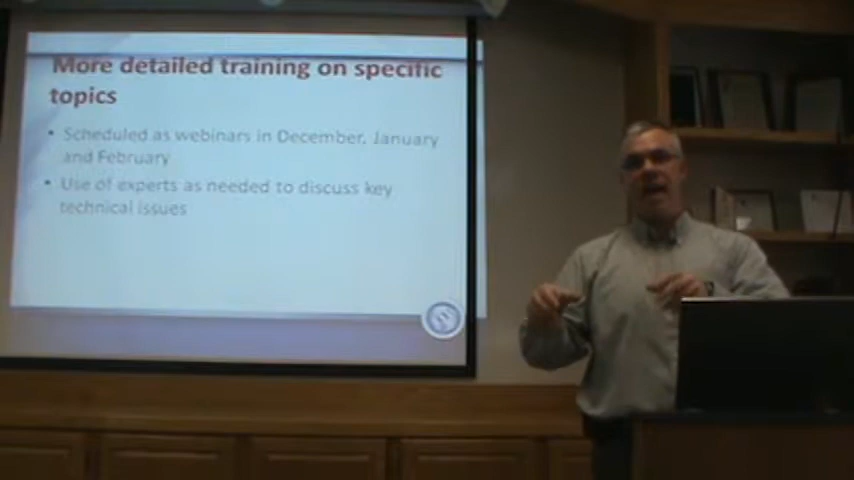 More detailed training on specific
topics
• Scheduled as webinars in December, January
and February
• Use of experts as needed to discuss key
technical issues